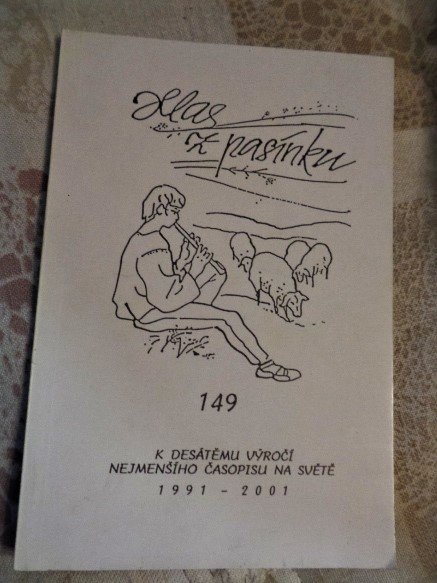 Hlas
z pasínku
149
K DESÁTÉMU VÝROČÍ
NEJMENŠÍHO ČASOPISU NA SVĚTĚ
1991 - 2001